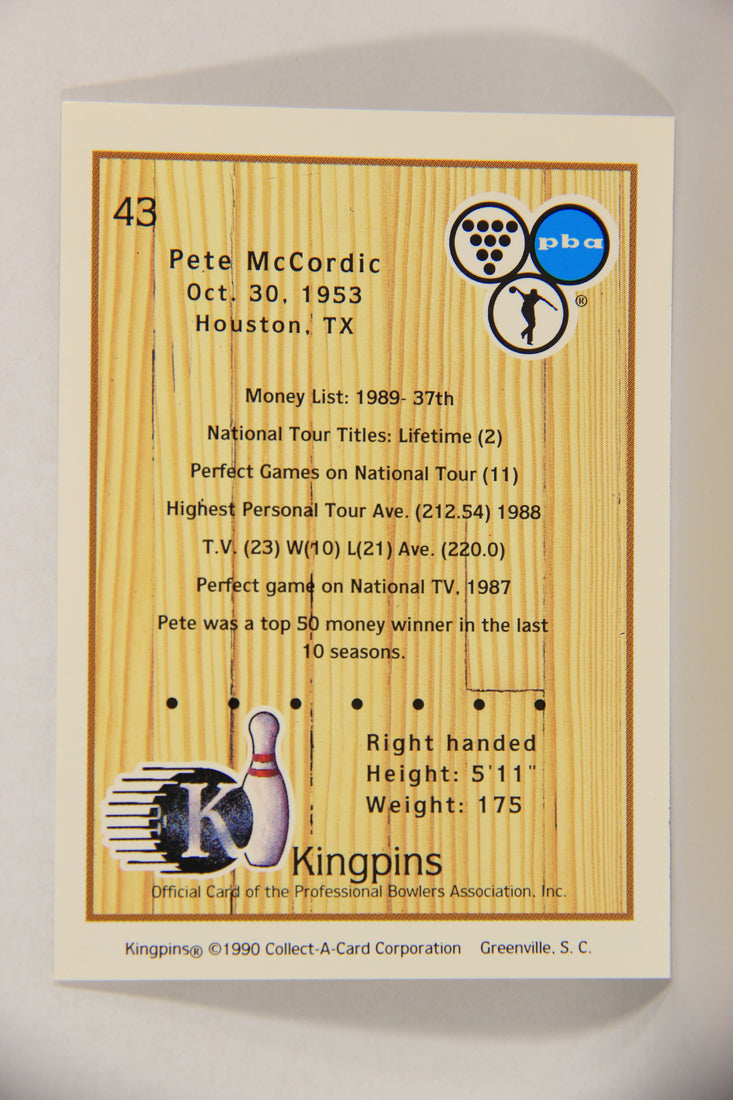 43
pba
®
Pete McCordic
Oct. 30, 1953
Houston, TX
Money List: 1989- 37th
National Tour Titles: Lifetime (2)
Perfect Games on National Tour (11)
Highest Personal Tour Ave. (212.54) 1988
T.V. (23) W(10) L(21) Ave. (220.0)
Perfect game on National TV, 1987
Pete was a top 50 money winner in the last
10 seasons.
Right handed
Height: 5'11"
Weight: 175
K
Kingpins
Official Card of the Professional Bowlers Association, Inc.
Kingpins® ©1990 Collect-A-Card Corporation Greenville, S. C.